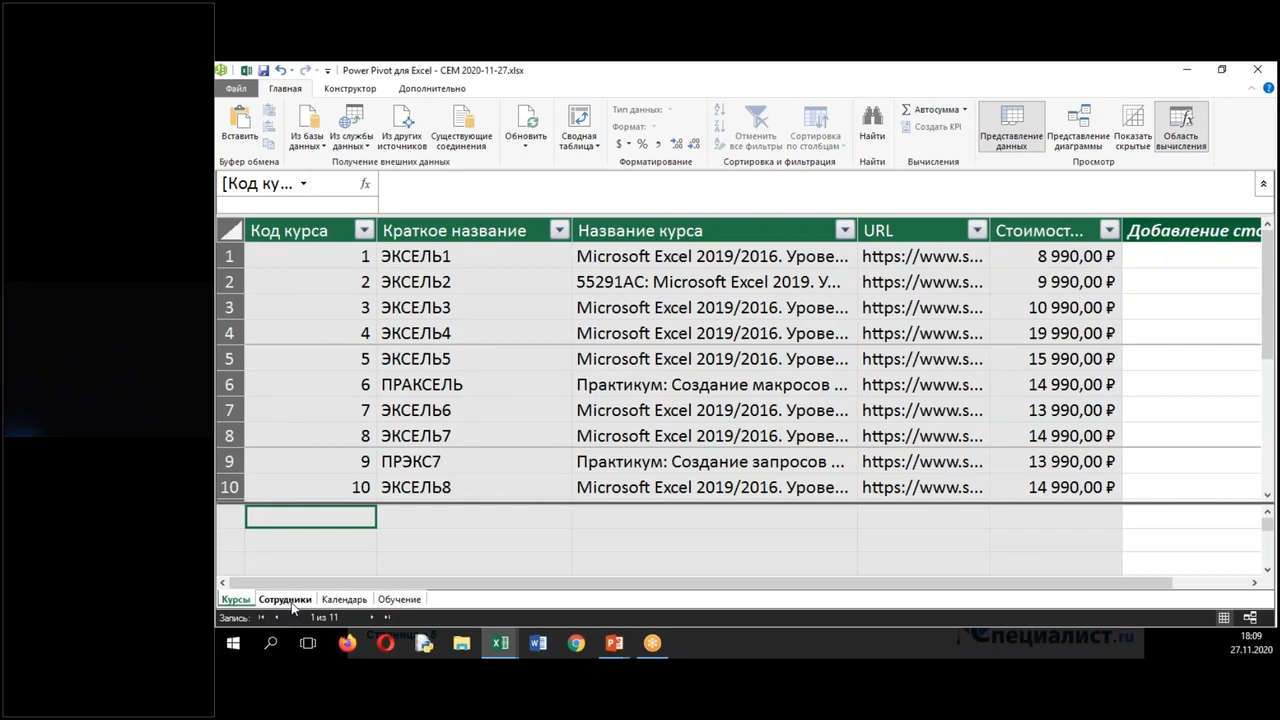 Power Pivot для Excel - СЕМ 2020-11-27.xlsx
Файл Главная Конструктор Дополнительно
Вставить
Буфер обмена
Из базы данных
Из службы данных
Из других источников
Существующие соединения
Получение внешних данных
Обновить
Сводная таблица
Тип данных:
Формат:
$ % ,
Форматирование
Отменить все фильтры
Сортировка по столбцам
Сортировка и фильтрация
Найти
Найти
Автосумма
Создать KPI
Вычисления
Представление данных
Представление диаграммы
Показать скрытые
Область вычисления
Просмотр
[Код ку... fx
Код курса Краткое название Название курса URL Стоимост... Добавление сто
1 1 ЭКСЕЛЬ1 Microsoft Excel 2019/2016. Урове... https://www.s... 8 990,00 ₽
2 2 ЭКСЕЛЬ2 55291AC: Microsoft Excel 2019. У... https://www.s... 9 990,00 ₽
3 3 ЭКСЕЛЬ3 Microsoft Excel 2019/2016. Урове... https://www.s... 10 990,00 ₽
4 4 ЭКСЕЛЬ4 Microsoft Excel 2019/2016. Урове... https://www.s... 19 990,00 ₽
5 5 ЭКСЕЛЬ5 Microsoft Excel 2019/2016. Урове... https://www.s... 15 990,00 ₽
6 6 ПРАКСЕЛЬ Практикум: Создание макросов ... https://www.s... 14 990,00 ₽
7 7 ЭКСЕЛЬ6 Microsoft Excel 2019/2016. Урове... https://www.s... 13 990,00 ₽
8 8 ЭКСЕЛЬ7 Microsoft Excel 2019/2016. Урове... https://www.s... 14 990,00 ₽
9 9 ПРЭКС7 Практикум: Создание запросов ... https://www.s... 13 990,00 ₽
10 10 ЭКСЕЛЬ8 Microsoft Excel 2019/2016. Урове... https://www.s... 14 990,00 ₽
Курсы Сотрудники Календарь Обучение
Запись: 1 из 11
Специалист.ru
18:09
27.11.2020